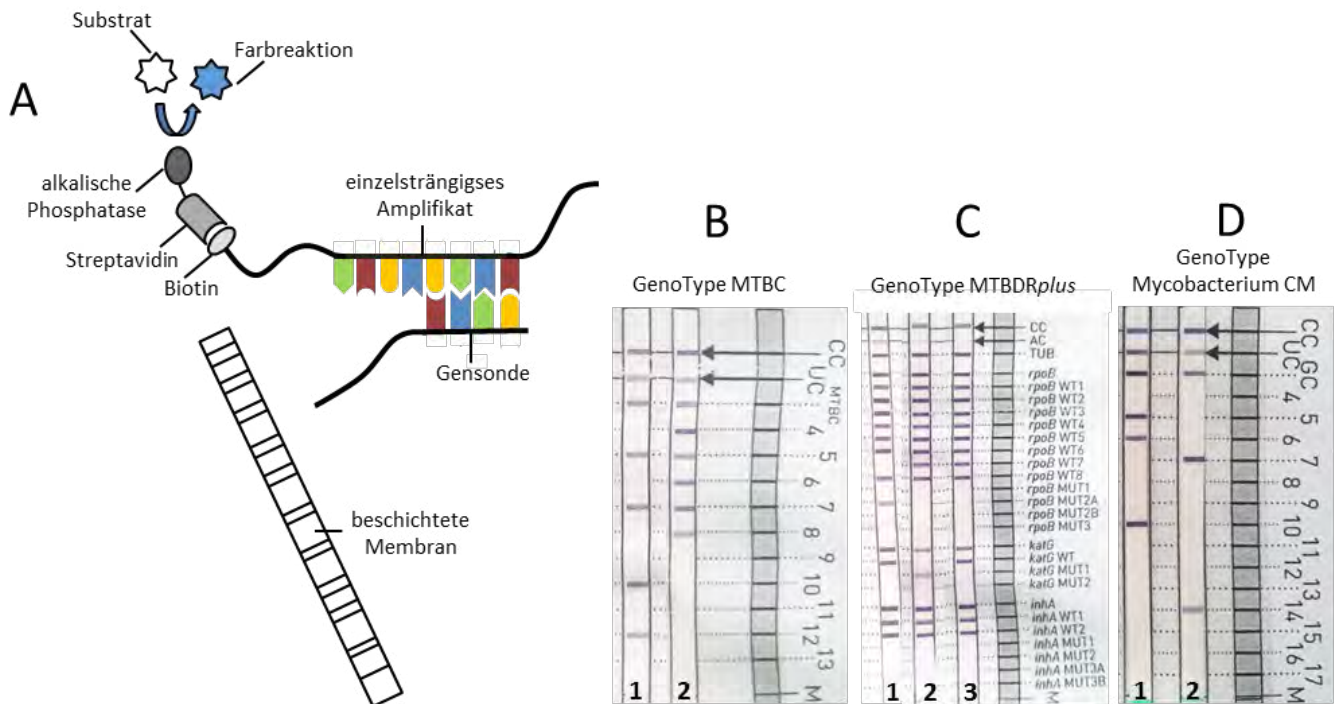 A
Substrat
Farbreaktion
alkalische
Phosphatase
Streptavidin
Biotin
einzelsträngigses
Amplifikat
Gensonde
beschichtete
Membran
B
GenoType MTBC
CC
UC
MTBC
4
5
6
7
8
9
10
11
12
13
M
1 2
C
GenoType MTBDRplus
CC
AC
TUB
rpoB
rpoB WT1
rpoB WT2
rpoB WT3
rpoB WT4
rpoB WT5
rpoB WT6
rpoB WT7
rpoB WT8
rpoB MUT1
rpoB MUT2A
rpoB MUT2B
rpoB MUT3
katG
katG WT
katG MUT1
katG MUT2
inhA
inhA WT1
inhA WT2
inhA MUT1
inhA MUT2
inhA MUT3A
inhA MUT3B
M
1 2 3
D
GenoType
Mycobacterium CM
CC
UC
GC
4
5
6
7
8
9
10
11
12
13
14
15
16
17
M
1 2